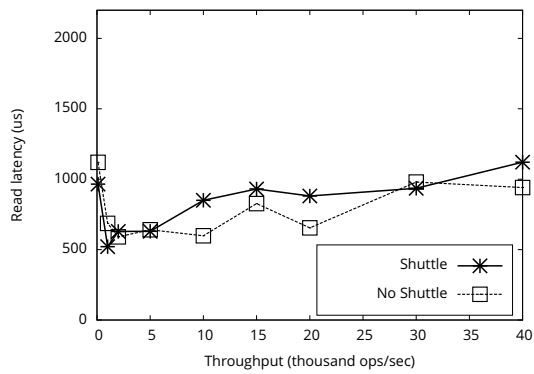 2000
1500
1000
500
0
Read latency (us)
Shuttle
No Shuttle
0 5 10 15 20 25 30 35 40
Throughput (thousand ops/sec)